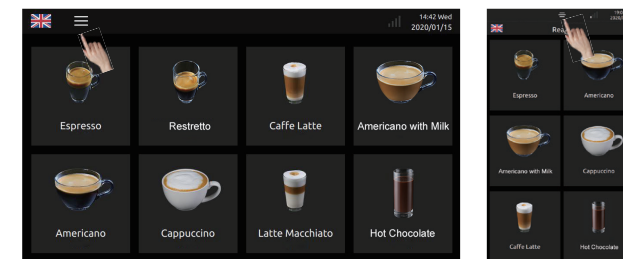 14:42 Wed
2020/01/15
Espresso
Restretto
Caffe Latte
Americano with Milk
Americano
Cappuccino
Latte Macchiato
Hot Chocolate
Espresso
Americano
Americano with Milk
Cappuccino
Caffe Latte
Hot Chocolate